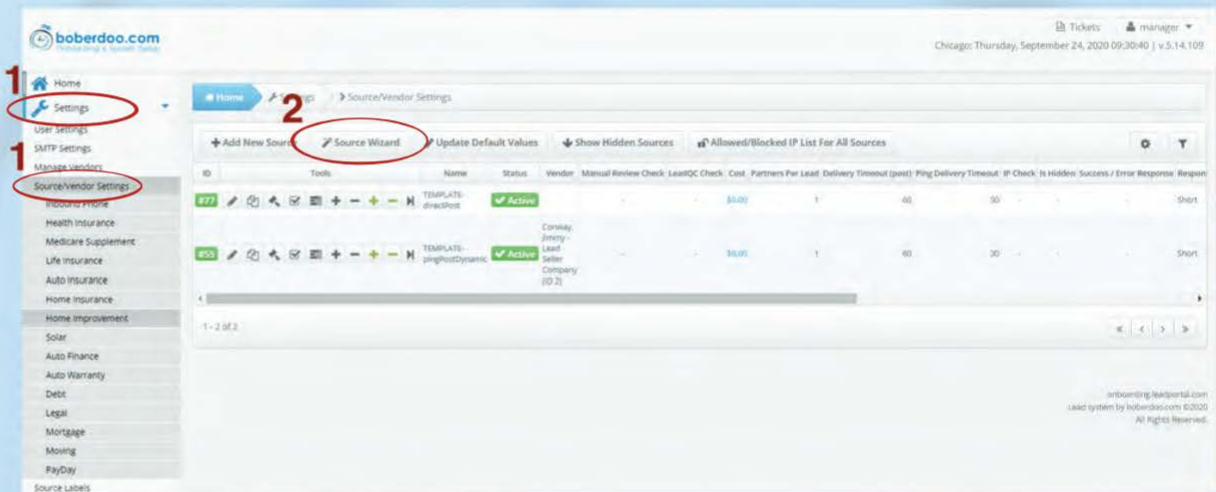 boberdoo.com
Tickets manager
Chicago: Thursday, September 24, 2020 09:30:40 | v.5.14.109
1
Home
Settings
1
User Settings
SMTP Settings
Manage Vendors
Source/Vendor Settings
Inbound Phone
Health Insurance
Medicare Supplement
Life Insurance
Auto Insurance
Home Insurance
Home Improvement
Solar
Auto Finance
Auto Warranty
Debt
Legal
Mortgage
Moving
PayDay
Source Labels
Home Settings Source/Vendor Settings
2
Add New Source Source Wizard Update Default Values Show Hidden Sources Allowed/Blocked IP List For All Sources
ID Tools Name Status Vendor Manual Review Check LeadQC Check Cost Partners Per Lead Delivery Timeout (post) Ping Delivery Timeout IP Check Is Hidden Success / Error Response Respon
#77 TEMPLATE-directPost Active - - $0.00 1 60 30 - - Short
#55 TEMPLATE-pingPostDynamic Active Conway, Jimmy - Lead Seller Company (ID 2) - - $0.00 1 60 30 - - Short
1 - 2 of 2
onboarding.leadportal.com
Lead system by boberdoo.com ©2020
All Rights Reserved.